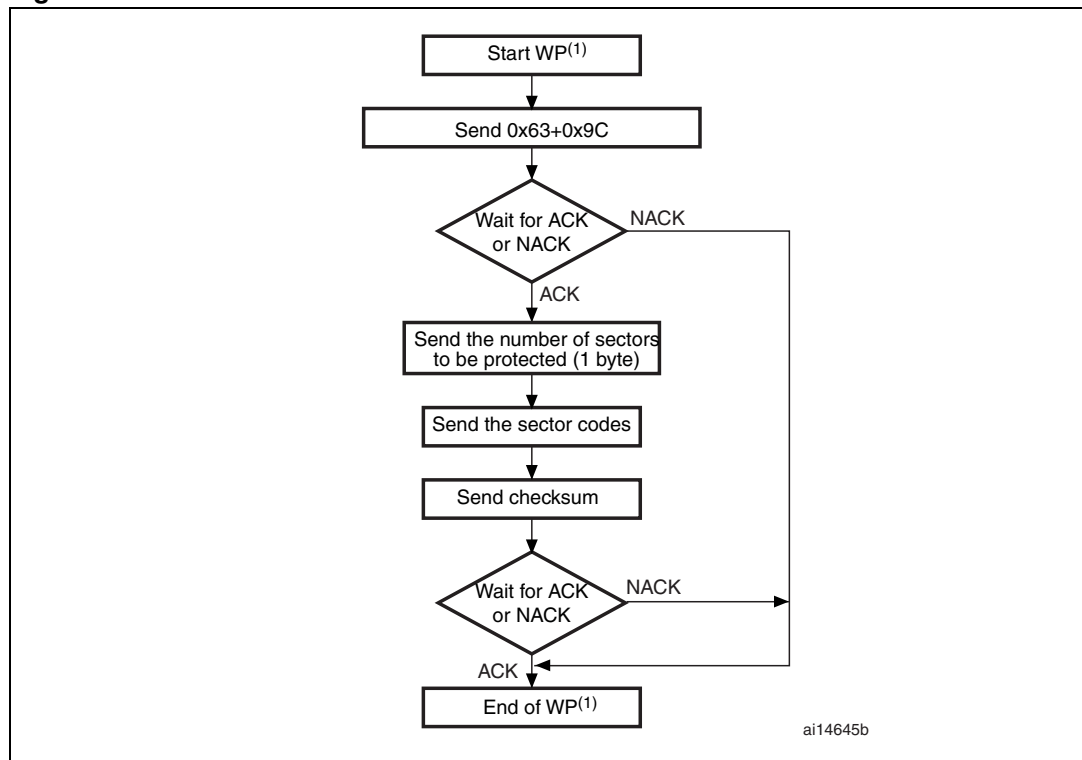 Start WP(1)
Send 0x63+0x9C
Wait for ACK
or NACK
NACK
ACK
Send the number of sectors
to be protected (1 byte)
Send the sector codes
Send checksum
Wait for ACK
or NACK
NACK
ACK
End of WP(1)
ai14645b